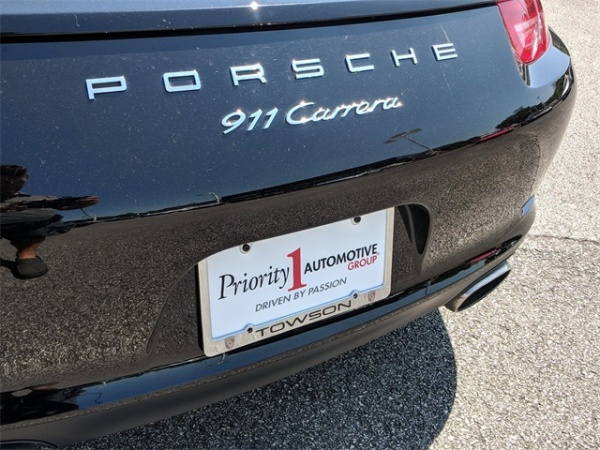 PORSCHE
911 Carrera
Priority 1 AUTOMOTIVE
GROUP
DRIVEN BY PASSION
TOWSON